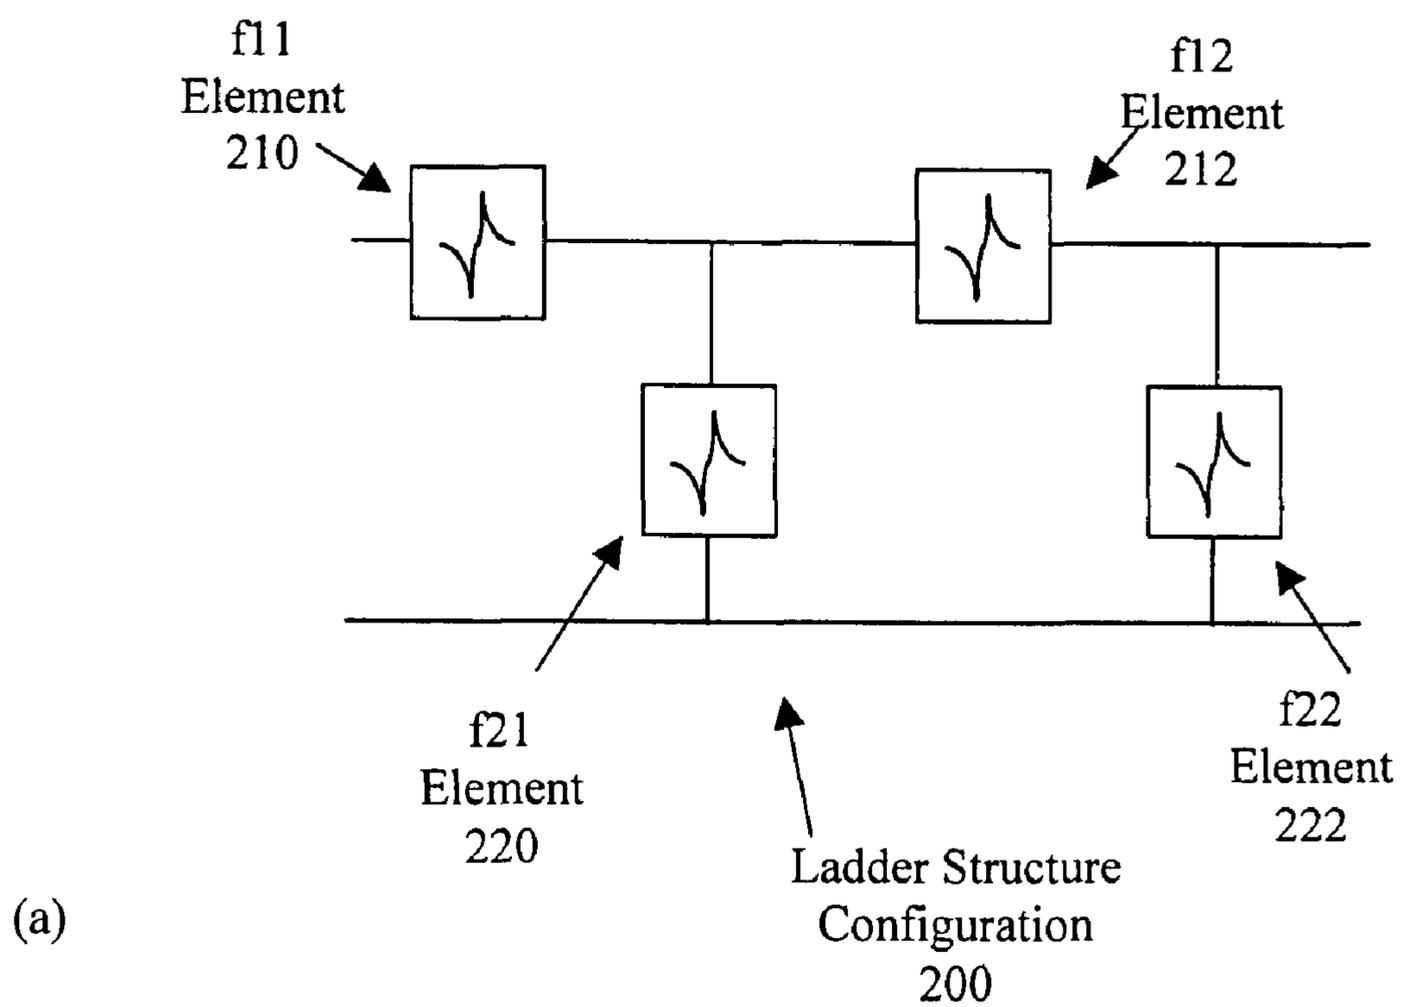 f11
Element
210
f12
Element
212
f21
Element
220
f22
Element
222
Ladder Structure
Configuration
200
(a)